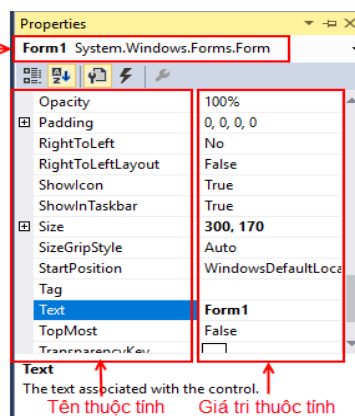 Properties
Form1 System.Windows.Forms.Form
Opacity 100%
Padding 0, 0, 0, 0
RightToLeft No
RightToLeftLayout False
ShowIcon True
ShowInTaskbar True
Size 300, 170
SizeGripStyle Auto
StartPosition WindowsDefaultLoca
Tag
Text Form1
TopMost False
TransparencyKey
Text
The text associated with the control.
Tên thuộc tính Giá trị thuộc tính